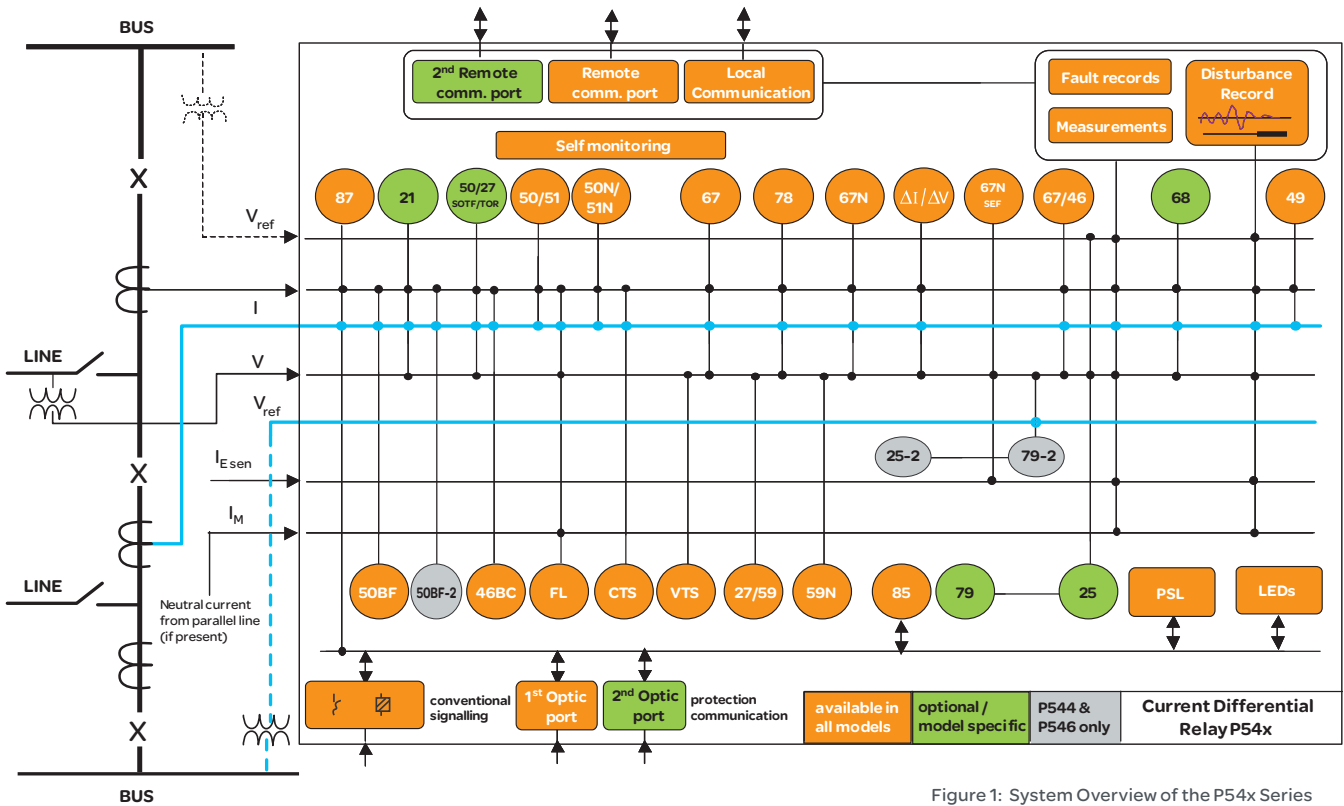 BUS
2nd Remote
comm. port
Remote
comm. port
Local
Communication
Fault records
Measurements
Disturbance
Record
Self monitoring
87
21
50/27
SOTF/TOR
50/51
50N/
51N
67
78
67N
ΔI/ΔV
67N
SEF
67/46
68
49
X
Vref
I
LINE
V
Vref
25-2
79-2
X
IE sen
IM
LINE
Neutral current
from parallel line
(if present)
50BF
50BF-2
46BC
FL
CTS
VTS
27/59
59N
85
79
25
PSL
LEDs
conventional
signalling
1st Optic
port
2nd Optic
port
protection
communication
available in
all models
optional /
model specific
P544 &
P546 only
Current Differential
Relay P54x
X
BUS
Figure 1: System Overview of the P54x Series